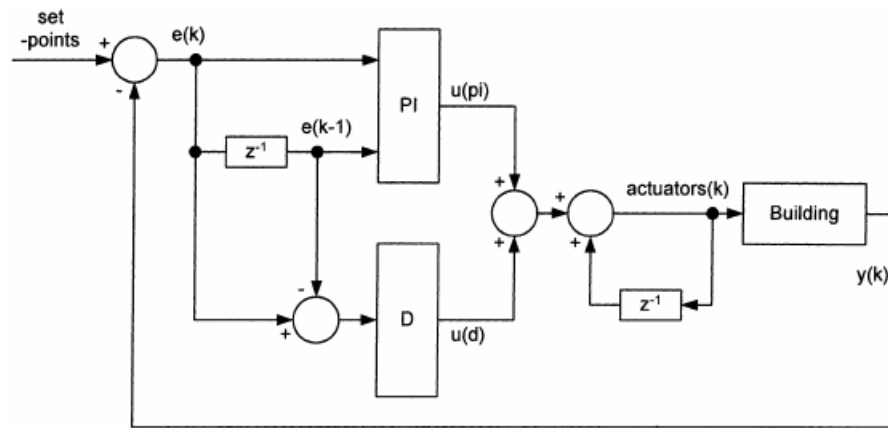 set
-points
+
-
e(k)
z⁻¹
e(k-1)
PI
u(pi)
-
+
D
u(d)
+
+
+
+
actuators(k)
z⁻¹
Building
y(k)